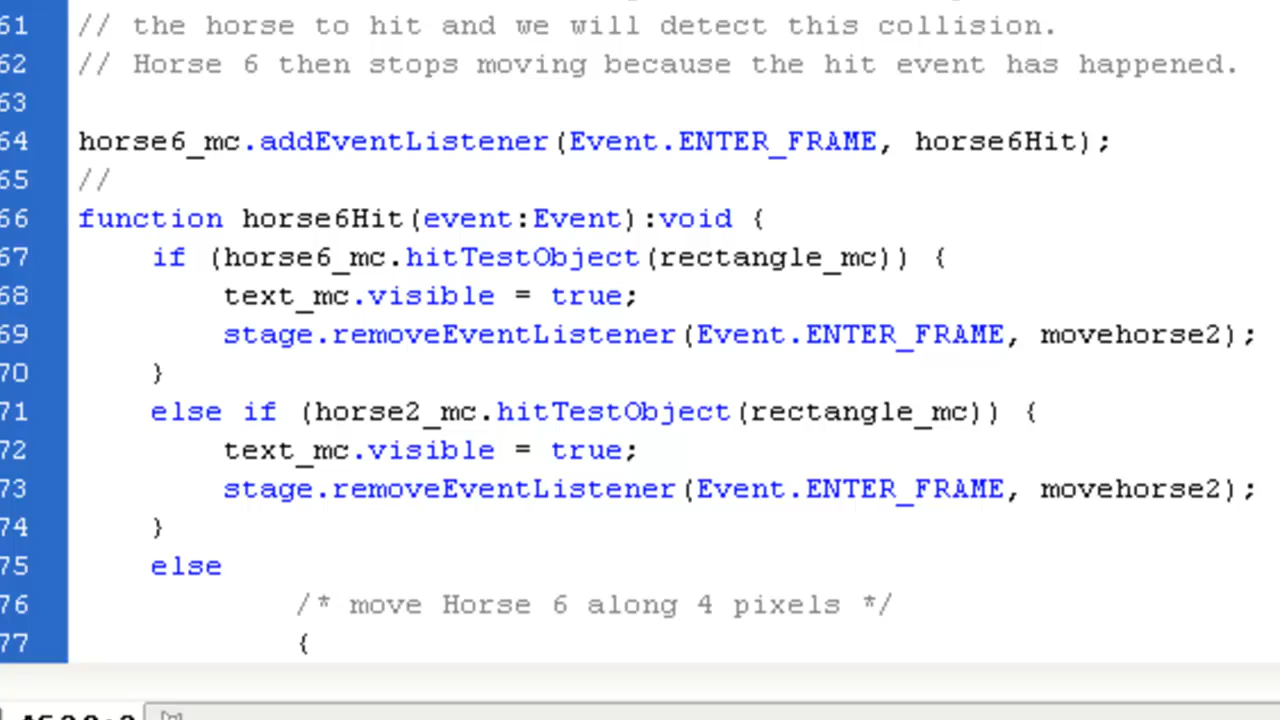 61 // the horse to hit and we will detect this collision.
62 // Horse 6 then stops moving because the hit event has happened.
63
64 horse6_mc.addEventListener(Event.ENTER_FRAME, horse6Hit);
65 //
66 function horse6Hit(event:Event):void {
67 if (horse6_mc.hitTestObject(rectangle_mc)) {
68 text_mc.visible = true;
69 stage.removeEventListener(Event.ENTER_FRAME, movehorse2);
70 }
71 else if (horse2_mc.hitTestObject(rectangle_mc)) {
72 text_mc.visible = true;
73 stage.removeEventListener(Event.ENTER_FRAME, movehorse2);
74 }
75 else
76 /* move Horse 6 along 4 pixels */
77 {